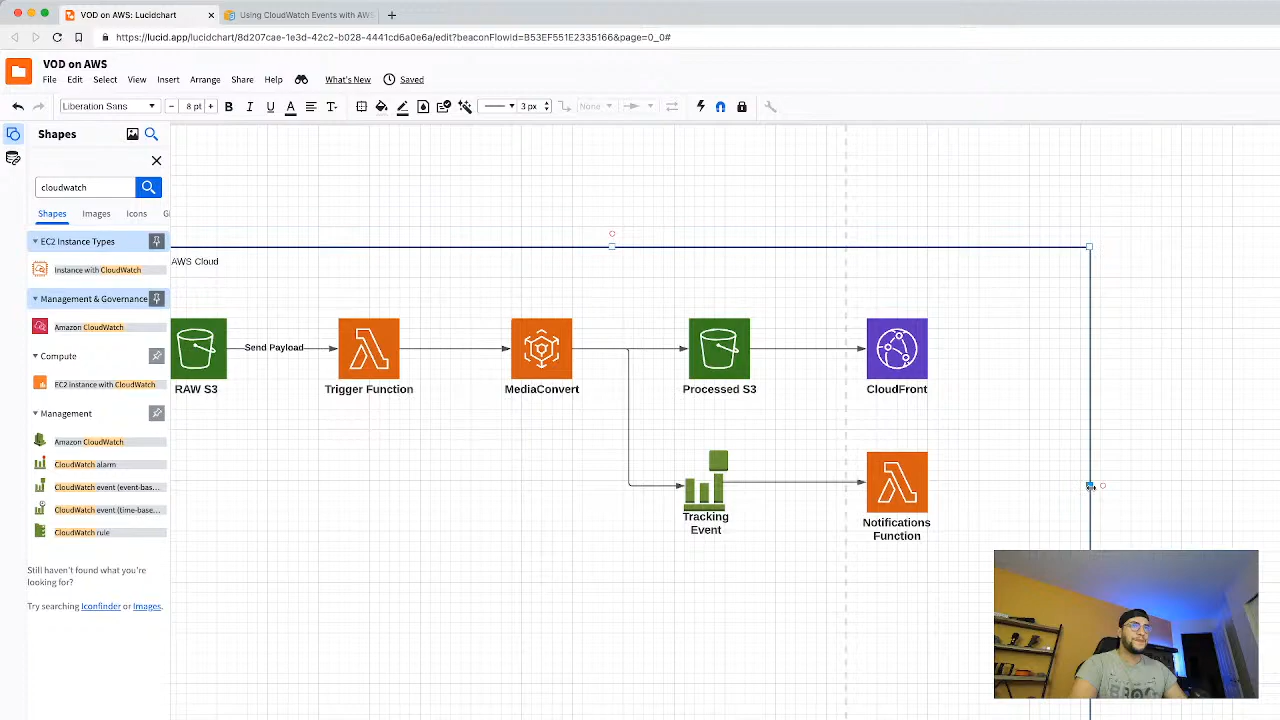 VOD on AWS: Lucidchart
Using CloudWatch Events with AWS
https://lucid.app/lucidchart/8d207cae-1e3d-42c2-b028-4441cd6a0e6a/edit?beaconFlowId=B53EF551E2335166&page=0_0#
VOD on AWS
File Edit Select View Insert Arrange Share Help What's New Saved
Liberation Sans 8 pt B I U A T 3 px None
Shapes
cloudwatch
Shapes Images Icons
EC2 Instance Types
Instance with CloudWatch
Management & Governance
Amazon CloudWatch
Compute
EC2 instance with CloudWatch
Management
Amazon CloudWatch
CloudWatch alarm
CloudWatch event (event-bas...
CloudWatch event (time-base...
CloudWatch rule
Still haven't found what you're
looking for?
Try searching Iconfinder or Images.
AWS Cloud
Send Payload
RAW S3
Trigger Function
MediaConvert
Processed S3
CloudFront
Tracking
Event
Notifications
Function